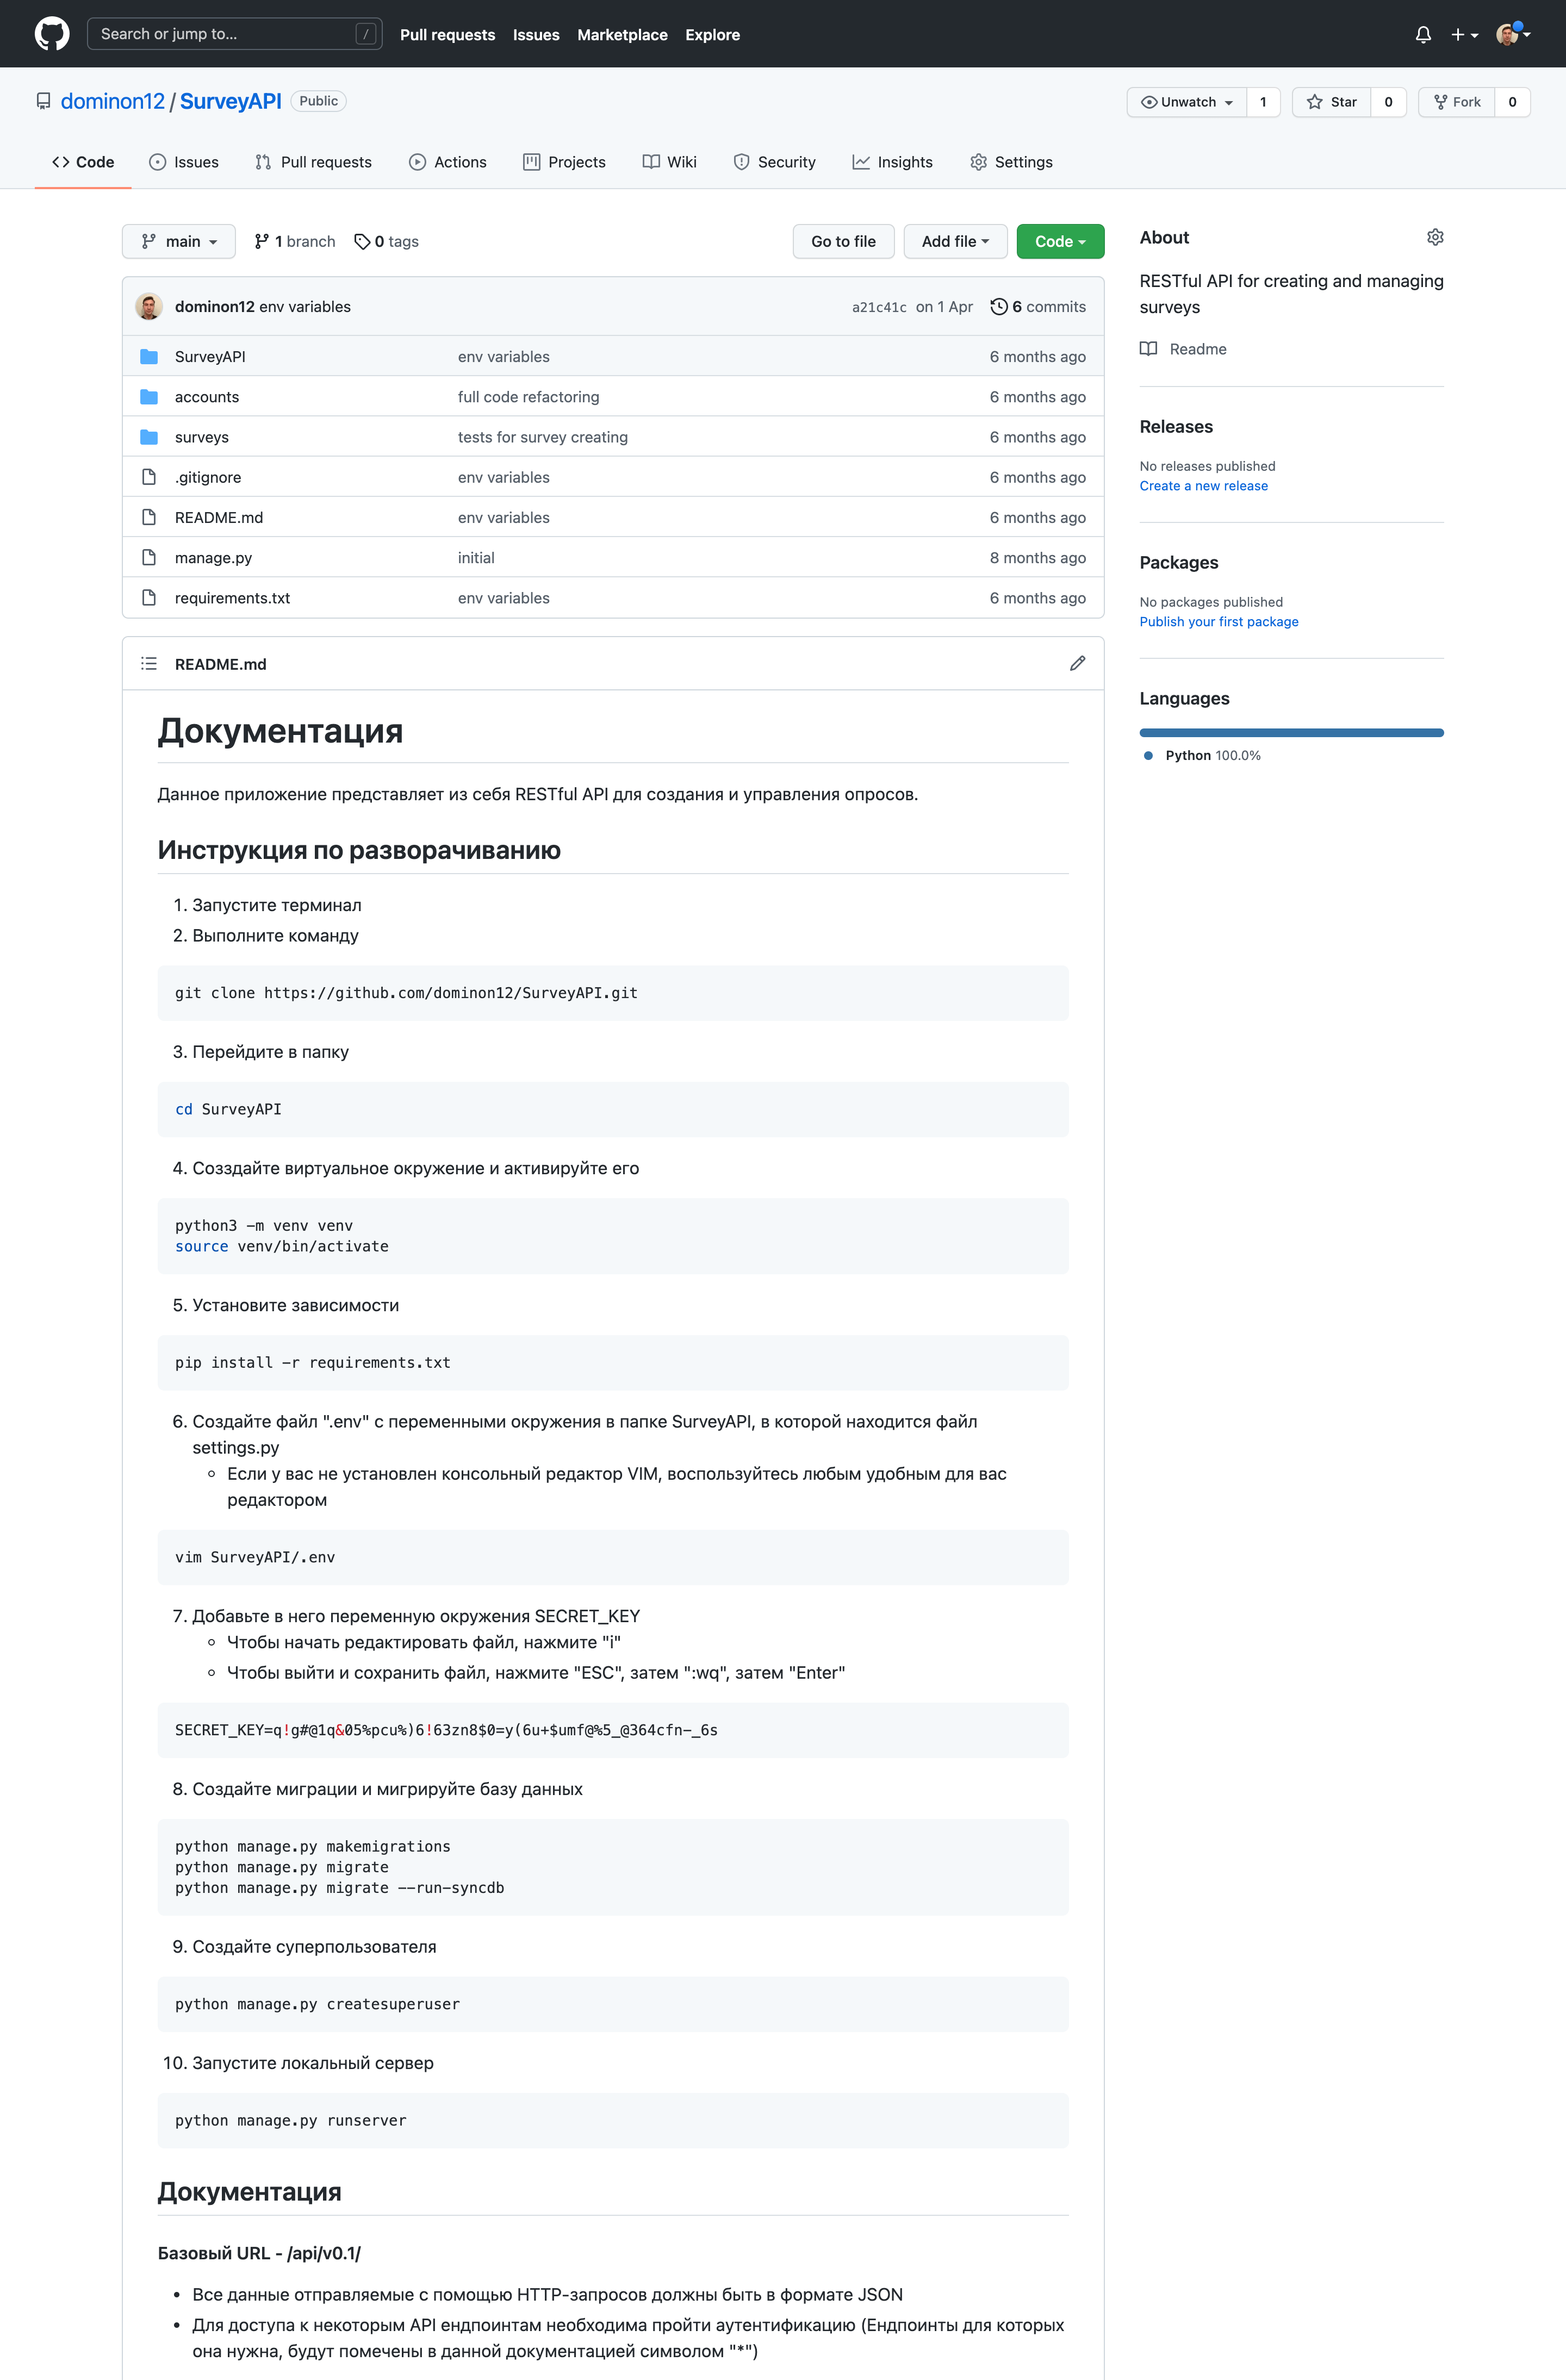 Search or jump to... /
Pull requests Issues Marketplace Explore
dominon12 / SurveyAPI Public
Unwatch 1 Star 0 Fork 0
Code Issues Pull requests Actions Projects Wiki Security Insights Settings
main 1 branch 0 tags Go to file Add file Code
dominon12 env variables a21c41c on 1 Apr 6 commits
SurveyAPI env variables 6 months ago
accounts full code refactoring 6 months ago
surveys tests for survey creating 6 months ago
.gitignore env variables 6 months ago
README.md env variables 6 months ago
manage.py initial 8 months ago
requirements.txt env variables 6 months ago
About
RESTful API for creating and managing
surveys
Readme
Releases
No releases published
Create a new release
Packages
No packages published
Publish your first package
Languages
Python 100.0%
README.md
Документация
Данное приложение представляет из себя RESTful API для создания и управления опросов.
Инструкция по разворачиванию
1. Запустите терминал
2. Выполните команду
git clone https://github.com/dominon12/SurveyAPI.git
3. Перейдите в папку
cd SurveyAPI
4. Созздайте виртуальное окружение и активируйте его
python3 -m venv venv
source venv/bin/activate
5. Установите зависимости
pip install -r requirements.txt
6. Создайте файл ".env" с переменными окружения в папке SurveyAPI, в которой находится файл
settings.py
Если у вас не установлен консольный редактор VIM, воспользуйтесь любым удобным для вас
редактором
vim SurveyAPI/.env
7. Добавьте в него переменную окружения SECRET_KEY
Чтобы начать редактировать файл, нажмите "i"
Чтобы выйти и сохранить файл, нажмите "ESC", затем ":wq", затем "Enter"
SECRET_KEY=q!g#@1q&05%pcu%)6!63zn8$0=y(6u+$umf@%5_@364cfn-_6s
8. Создайте миграции и мигрируйте базу данных
python manage.py makemigrations
python manage.py migrate
python manage.py migrate --run-syncdb
9. Создайте суперпользователя
python manage.py createsuperuser
10. Запустите локальный сервер
python manage.py runserver
Документация
Базовый URL - /api/v0.1/
Все данные отправляемые с помощью HTTP-запросов должны быть в формате JSON
Для доступа к некоторым API ендпоинтам необходима пройти аутентификацию (Ендпоинты для которых
она нужна, будут помечены в данной документацией символом "*")